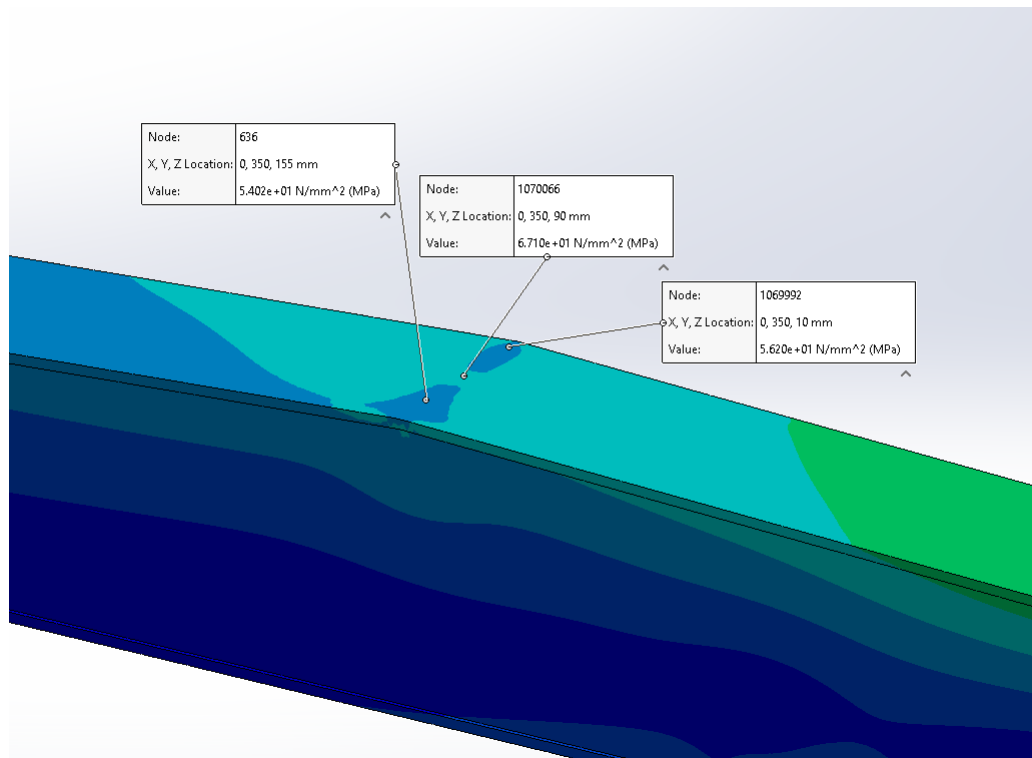 Node: 636
X, Y, Z Location: 0, 350, 155 mm
Value: 5.402e+01 N/mm^2 (MPa)
Node: 1070066
X, Y, Z Location: 0, 350, 90 mm
Value: 6.710e+01 N/mm^2 (MPa)
Node: 1069992
X, Y, Z Location: 0, 350, 10 mm
Value: 5.620e+01 N/mm^2 (MPa)